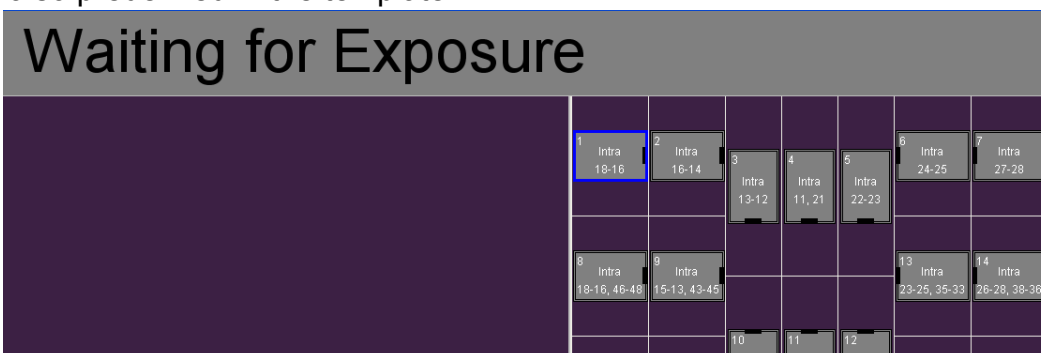 Waiting for Exposure
1
Intra
18-16
2
Intra
16-14
3
Intra
13-12
4
Intra
11, 21
5
Intra
22-23
6
Intra
24-25
7
Intra
27-28
8
Intra
18-16, 46-48
9
Intra
15-13, 43-45
13
Intra
23-25, 35-33
14
Intra
26-28, 38-36
10
11
12